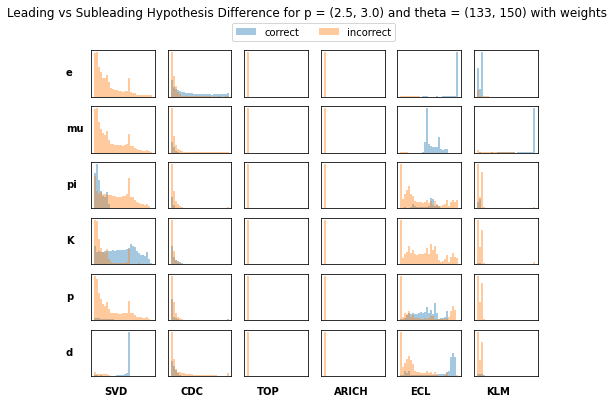 Leading vs Subleading Hypothesis Difference for p = (2.5, 3.0) and theta = (133, 150) with weights
correct incorrect
e
mu
pi
K
p
d
SVD CDC TOP ARICH ECL KLM